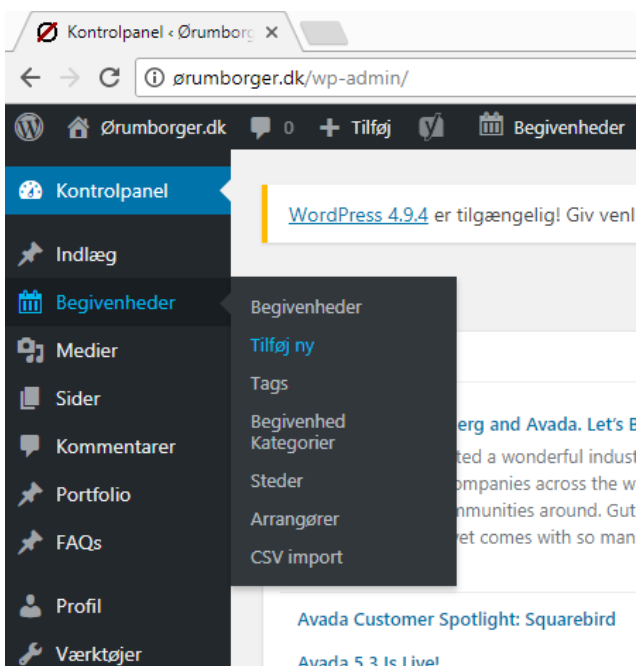 Kontrolpanel ‹ Ørumborg
ørumborger.dk/wp-admin/
Ørumborger.dk 0 + Tilføj Begivenheder
Kontrolpanel
WordPress 4.9.4 er tilgængelig! Giv venl
Indlæg
Begivenheder
Medier
Sider
Kommentarer
Portfolio
FAQs
Profil
Værktøjer
Begivenheder
Tilføj ny
Tags
Begivenhed
Kategorier
Steder
Arrangører
CSV import
erg and Avada. Let's B
ted a wonderful indust
ompanies across the w
mmunities around. Gut
yet comes with so man
Avada Customer Spotlight: Squarebird
Avada 5.3 Is Live!